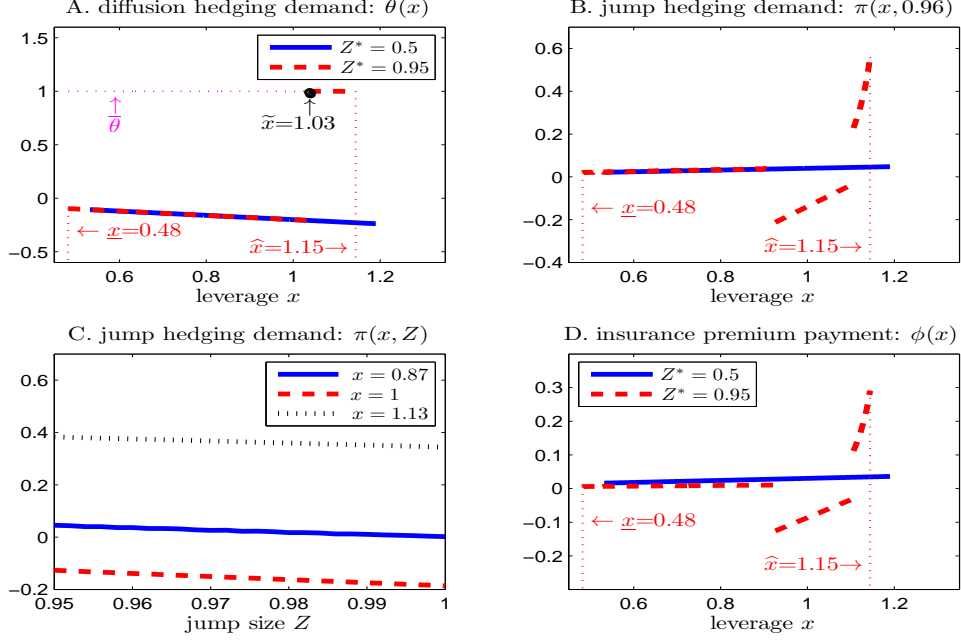 A. diffusion hedging demand: θ(x)
1.5
1
0.5
0
−0.5
Z* = 0.5
Z* = 0.95
θ̅
↑
x̃=1.03
↑
← x̲=0.48
x̂=1.15→
0.6 0.8 1 1.2
leverage x
B. jump hedging demand: π(x, 0.96)
0.6
0.4
0.2
0
−0.2
−0.4
Z* = 0.5
Z* = 0.95
← x̲=0.48
x̂=1.15→
0.6 0.8 1 1.2
leverage x
C. jump hedging demand: π(x, Z)
0.6
0.4
0.2
0
−0.2
x = 0.87
x = 1
x = 1.13
0.95 0.96 0.97 0.98 0.99 1
jump size Z
D. insurance premium payment: φ(x)
0.3
0.2
0.1
0
−0.1
−0.2
Z* = 0.5
Z* = 0.95
← x̲=0.48
x̂=1.15→
0.6 0.8 1 1.2
leverage x